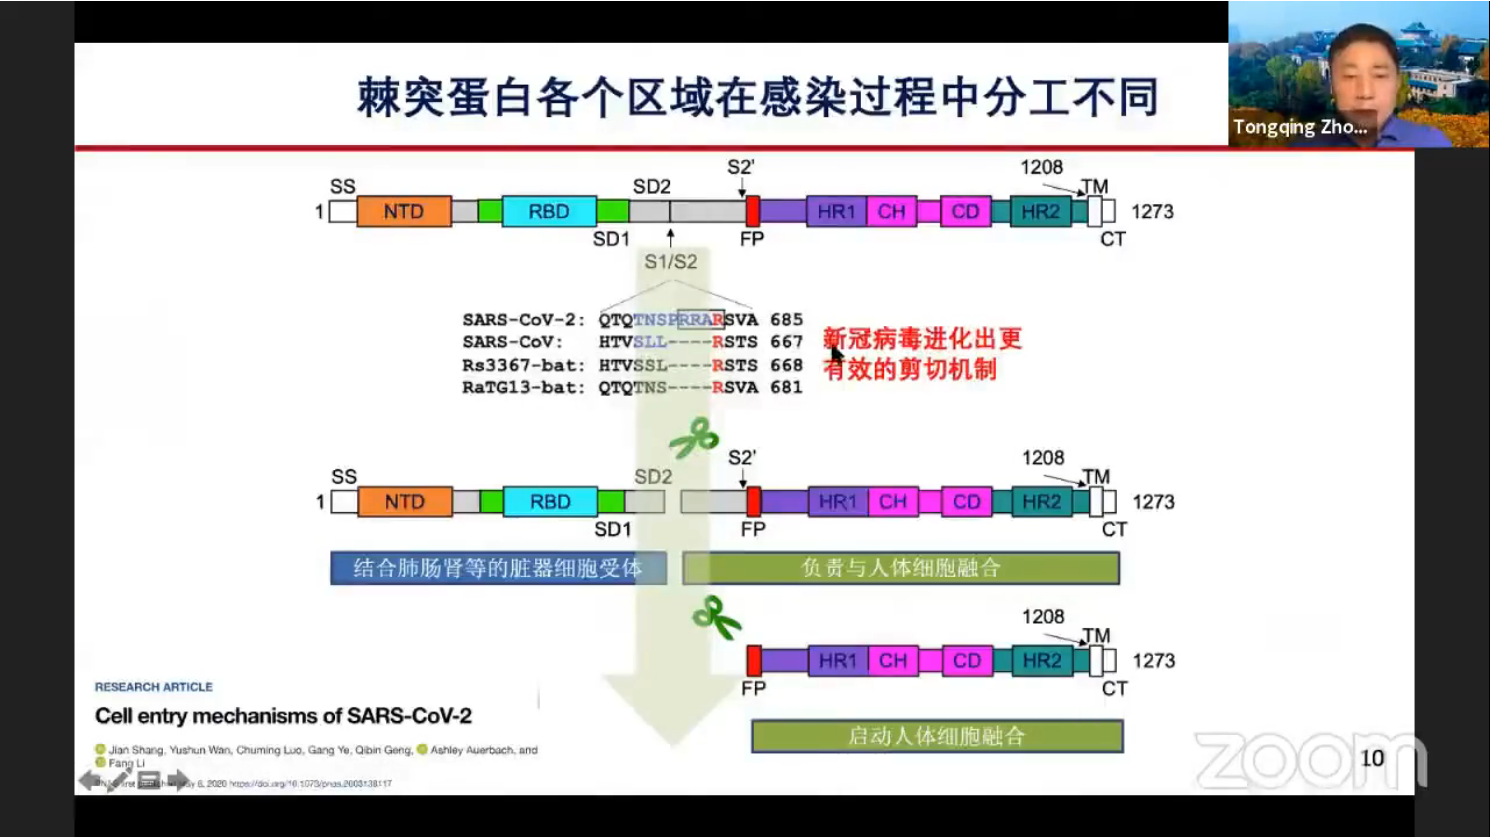 棘突蛋白各个区域在感染过程中分工不同
Tongqing Zho...
S2'
1208
SS
SD2
TM
1
NTD
RBD
HR1
CH
CD
HR2
1273
SD1
FP
CT
S1/S2
SARS-CoV-2: QTQTNSPRRARSVA 685
SARS-CoV: HTVSLL----RSTS 667
Rs3367-bat: HTVSSL----RSTS 668
RaTG13-bat: QTQTNS----RSVA 681
新冠病毒进化出更
有效的剪切机制
S2'
1208
SS
SD2
TM
1
NTD
RBD
HR1
CH
CD
HR2
1273
SD1
FP
CT
结合肺肠肾等的脏器细胞受体
负责与人体细胞融合
1208
TM
HR1
CH
CD
HR2
1273
FP
CT
启动人体细胞融合
RESEARCH ARTICLE
Cell entry mechanisms of SARS-CoV-2
Jian Shang, Yushun Wan, Chuming Luo, Gang Ye, Qibin Geng, Ashley Auerbach, and
Fang Li
6, 2020 https://doi.org/10.1073/pnas.2003138117
10
zoom